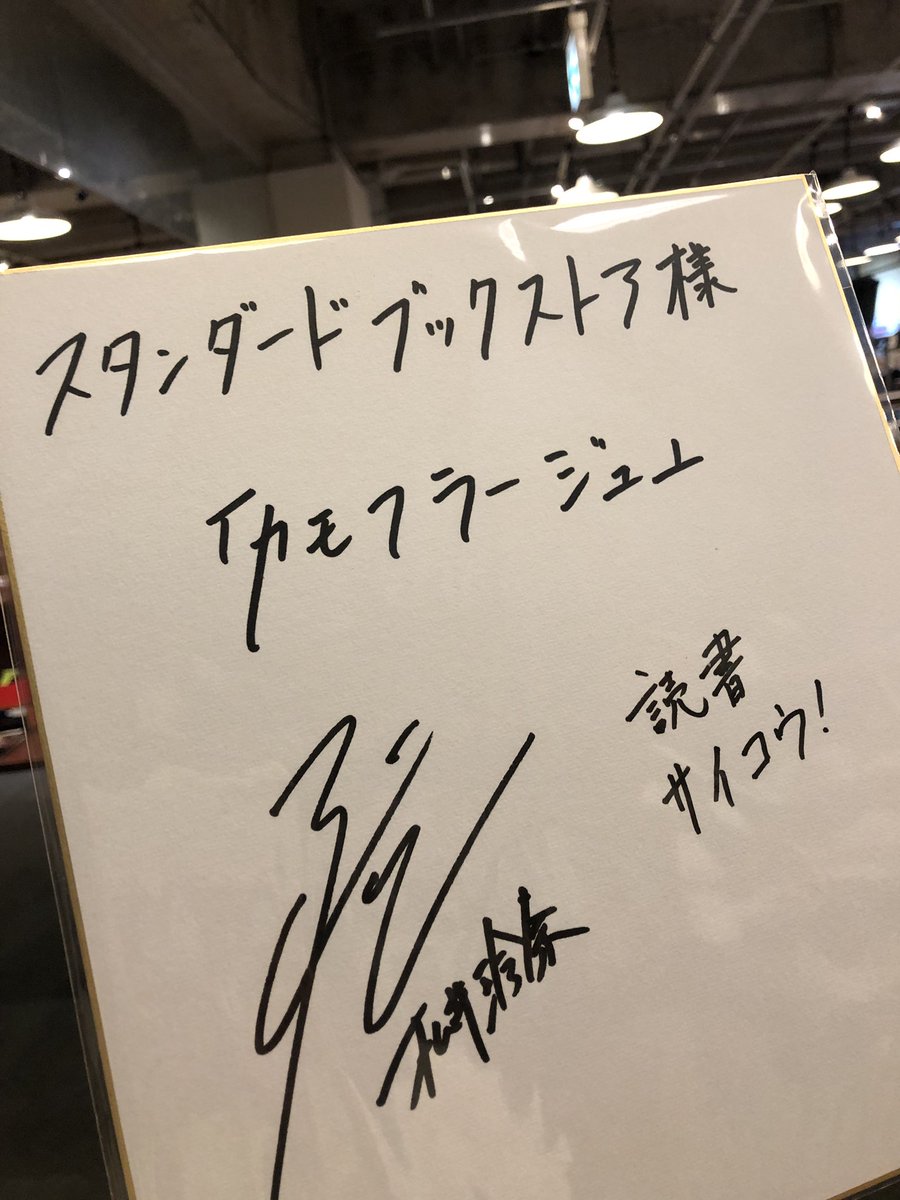 スタンダードブックストア様
「カモフラージュ」
読書
サイコウ!
松井玲奈